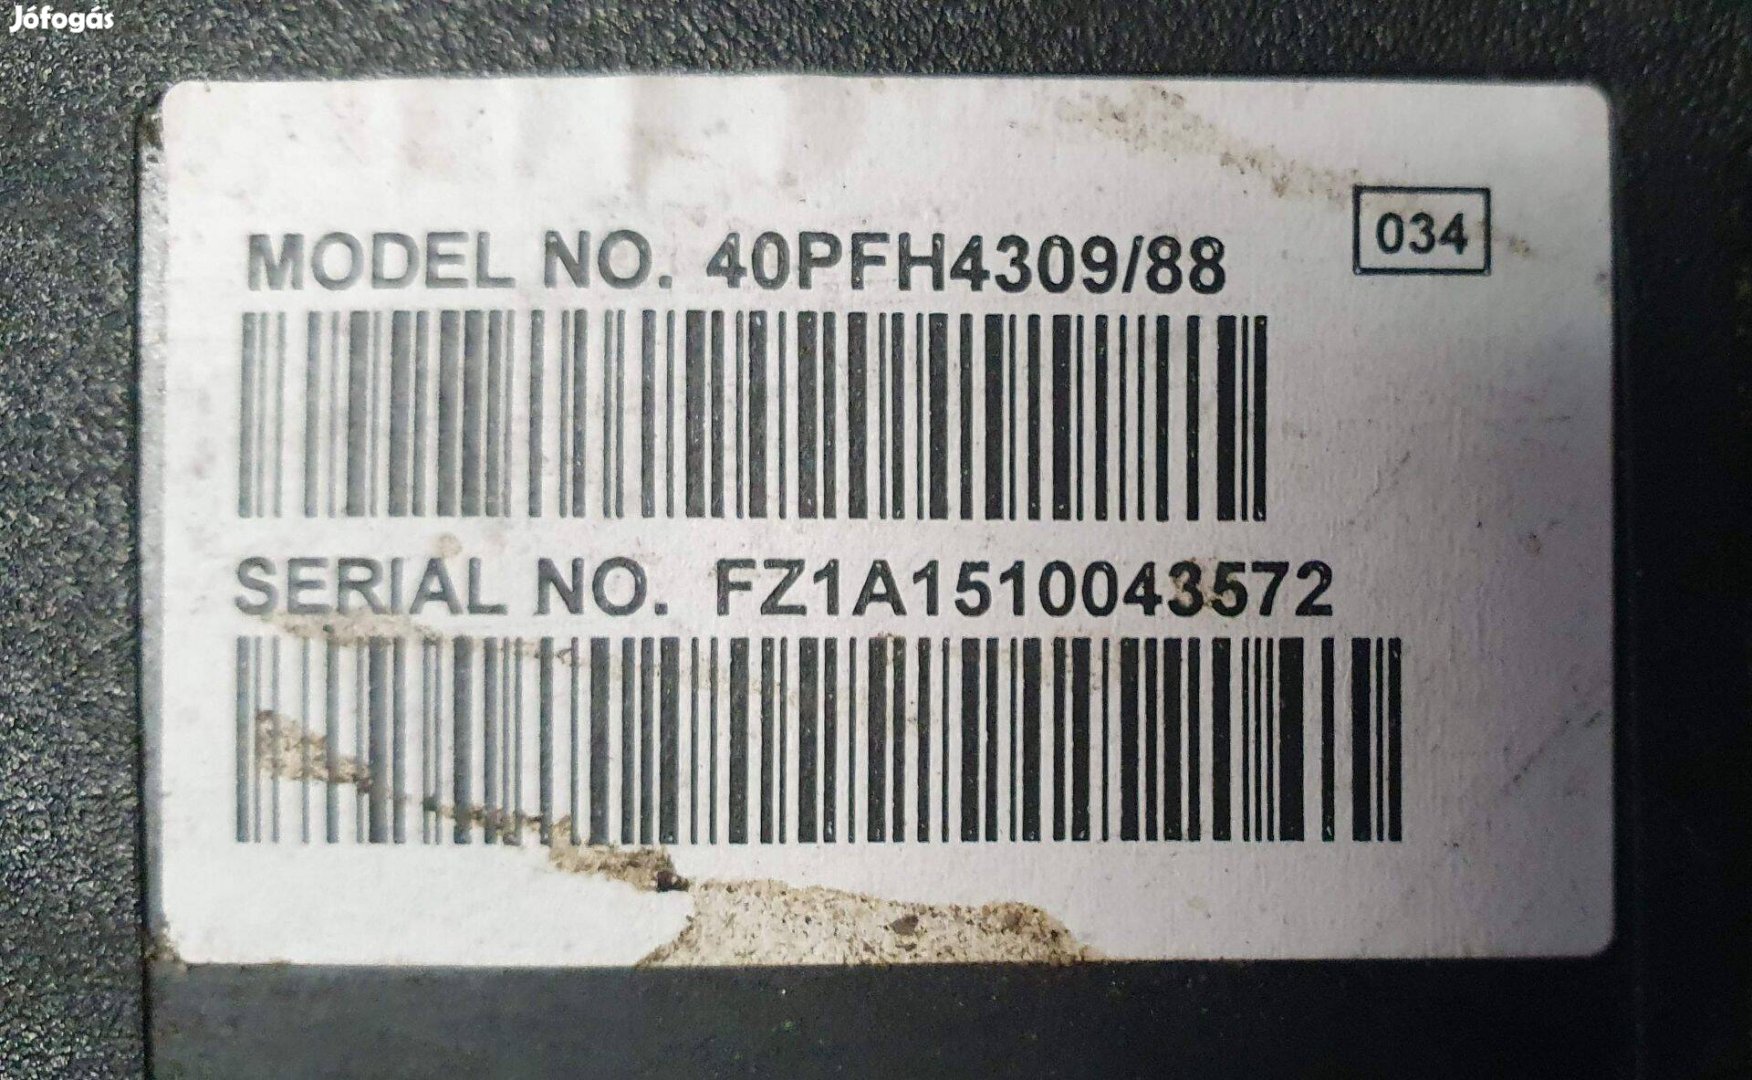 Jófogás
034
MODEL NO. 40PFH4309/88
SERIAL NO. FZ1A1510043572